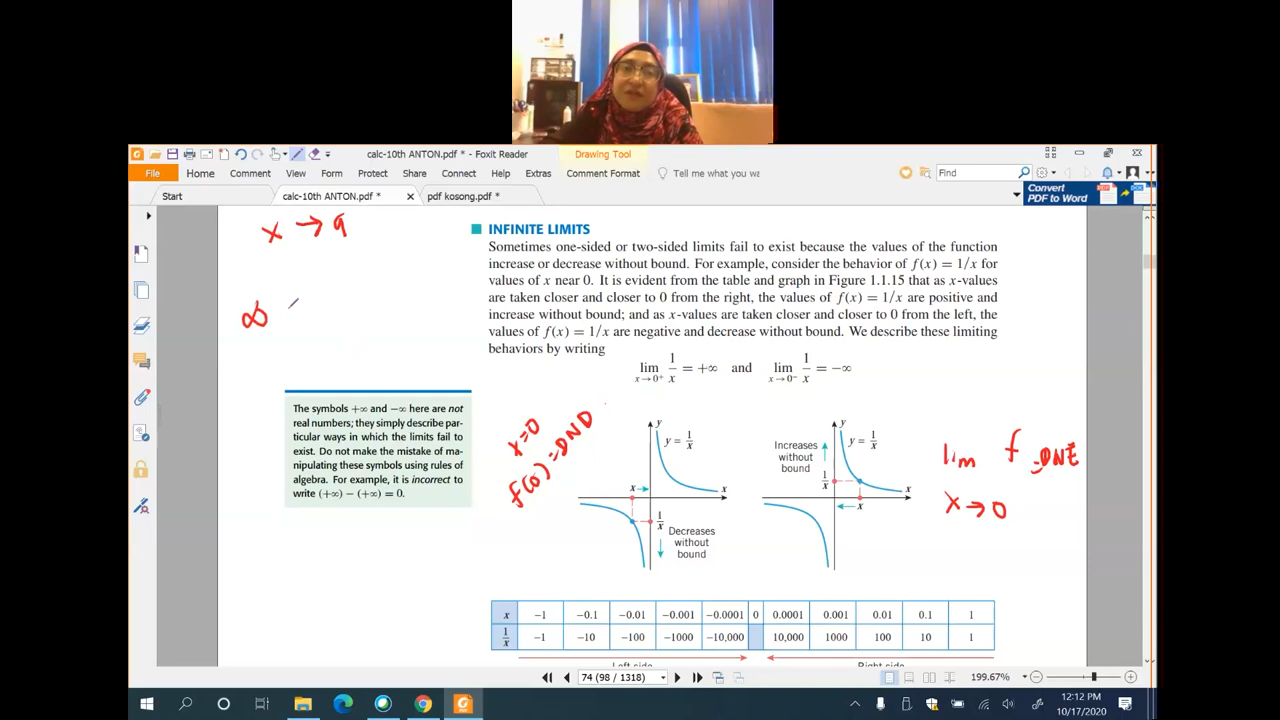 calc-10th ANTON.pdf * - Foxit Reader
Drawing Tool
File Home Comment View Form Protect Share Connect Help Extras Comment Format Tell me what you wa
Find
Start calc-10th ANTON.pdf * pdf kosong.pdf *
Convert
PDF to Word
x → a
∞
INFINITE LIMITS
Sometimes one-sided or two-sided limits fail to exist because the values of the function
increase or decrease without bound. For example, consider the behavior of f(x) = 1/x for
values of x near 0. It is evident from the table and graph in Figure 1.1.15 that as x-values
are taken closer and closer to 0 from the right, the values of f(x) = 1/x are positive and
increase without bound; and as x-values are taken closer and closer to 0 from the left, the
values of f(x) = 1/x are negative and decrease without bound. We describe these limiting
behaviors by writing
lim x→0⁺ 1/x = +∞ and lim x→0⁻ 1/x = −∞
The symbols +∞ and −∞ here are not
real numbers; they simply describe par-
ticular ways in which the limits fail to
exist. Do not make the mistake of ma-
nipulating these symbols using rules of
algebra. For example, it is incorrect to
write (+∞) − (+∞) = 0.
x=0
f(0)=DND
y
y = 1/x
x
x
1/x
Decreases
without
bound
y
y = 1/x
Increases
without
bound
1/x
x
x
lim f =DNE
x→0
x −1 −0.1 −0.01 −0.001 −0.0001 0 0.0001 0.001 0.01 0.1 1
1/x −1 −10 −100 −1000 −10,000 10,000 1000 100 10 1
Left side Right side
74 (98 / 1318) 199.67%
12:12 PM
10/17/2020